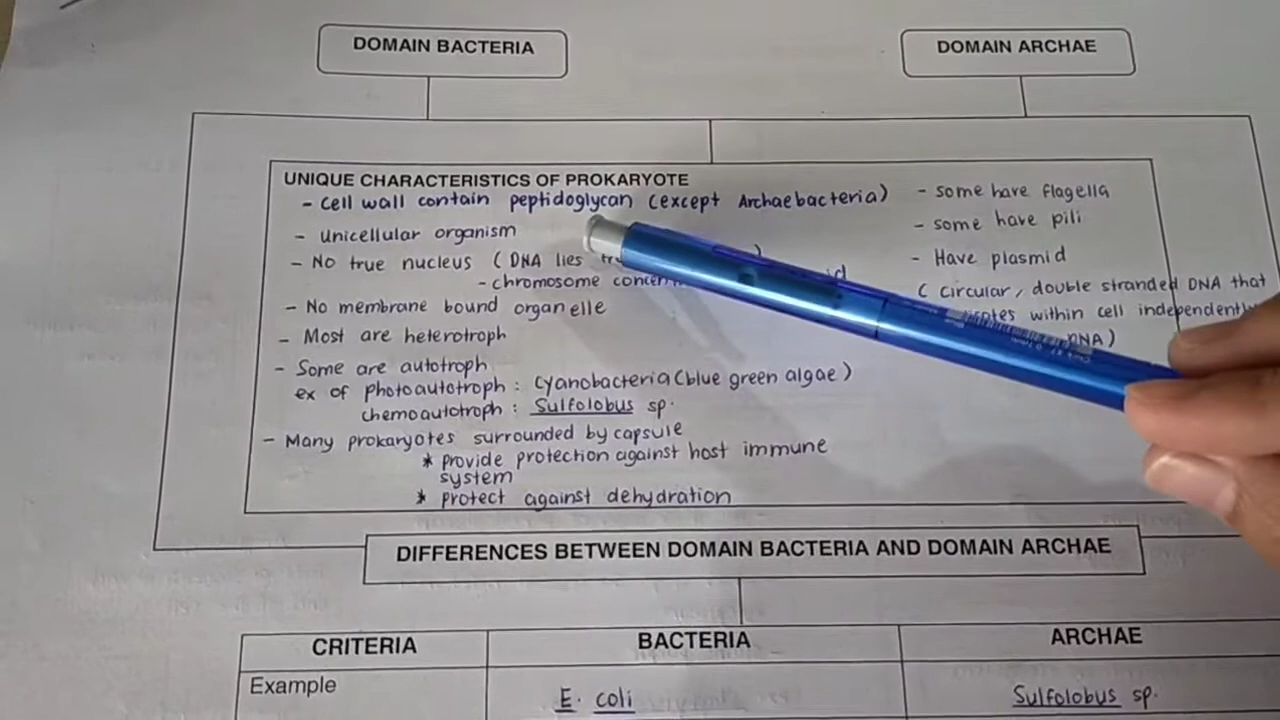 DOMAIN BACTERIA
DOMAIN ARCHAE
UNIQUE CHARACTERISTICS OF PROKARYOTE
- cell wall contain peptidoglycan (except Archaebacteria)
- unicellular organism
- No true nucleus (DNA lies
- chromosome
- No membrane bound organelle
- Most are heterotroph
- Some are autotroph
ex of photoautotroph : cyanobacteria (blue green algae)
chemoautotroph : Sulfolobus sp.
- Many prokaryotes surrounded by capsule
* provide protection against host immune
system
* protect against dehydration
- some have flagella
- some have pili
- Have plasmid
( circular, double stranded DNA that
within cell independently
DNA)
DIFFERENCES BETWEEN DOMAIN BACTERIA AND DOMAIN ARCHAE
CRITERIA BACTERIA ARCHAE
Example E. coli Sulfolobus sp.